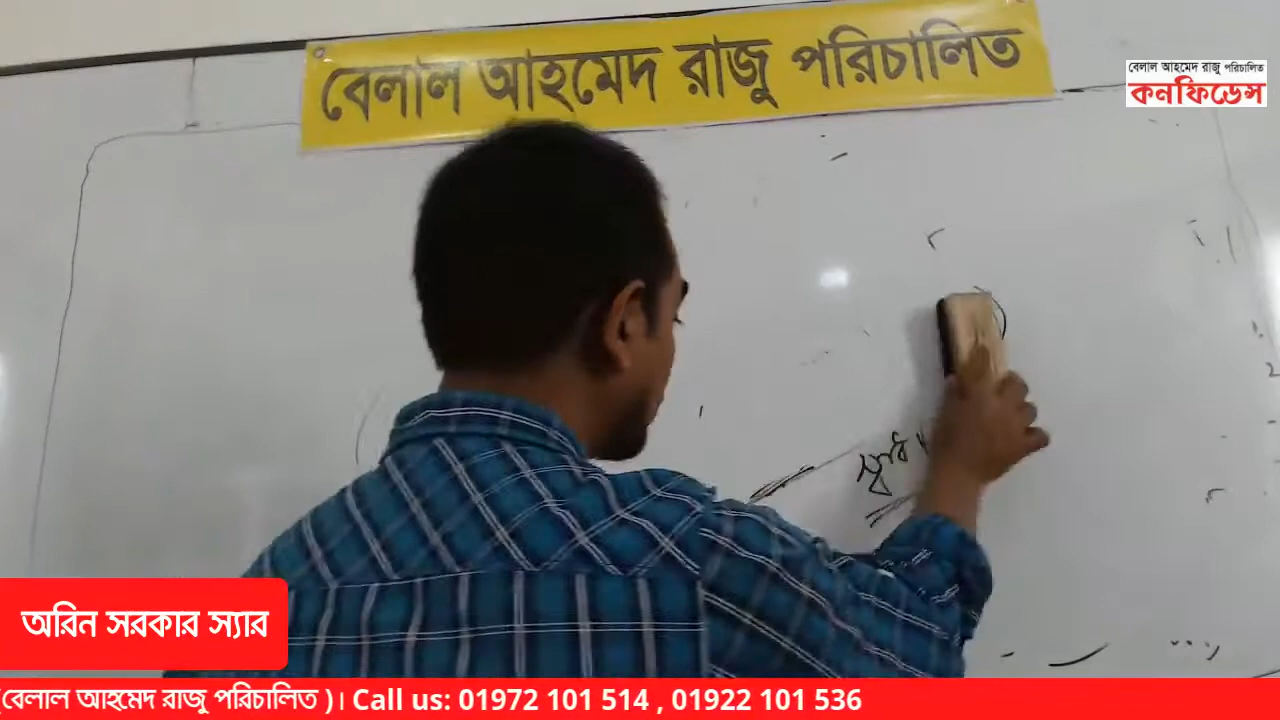 বেলাল আহমেদ রাজু পরিচালিত
বেলাল আহমেদ রাজু পরিচালিত
কনফিডেন্স
অরিন সরকার স্যার
(বেলাল আহমেদ রাজু পরিচালিত )। Call us: 01972 101 514 , 01922 101 536